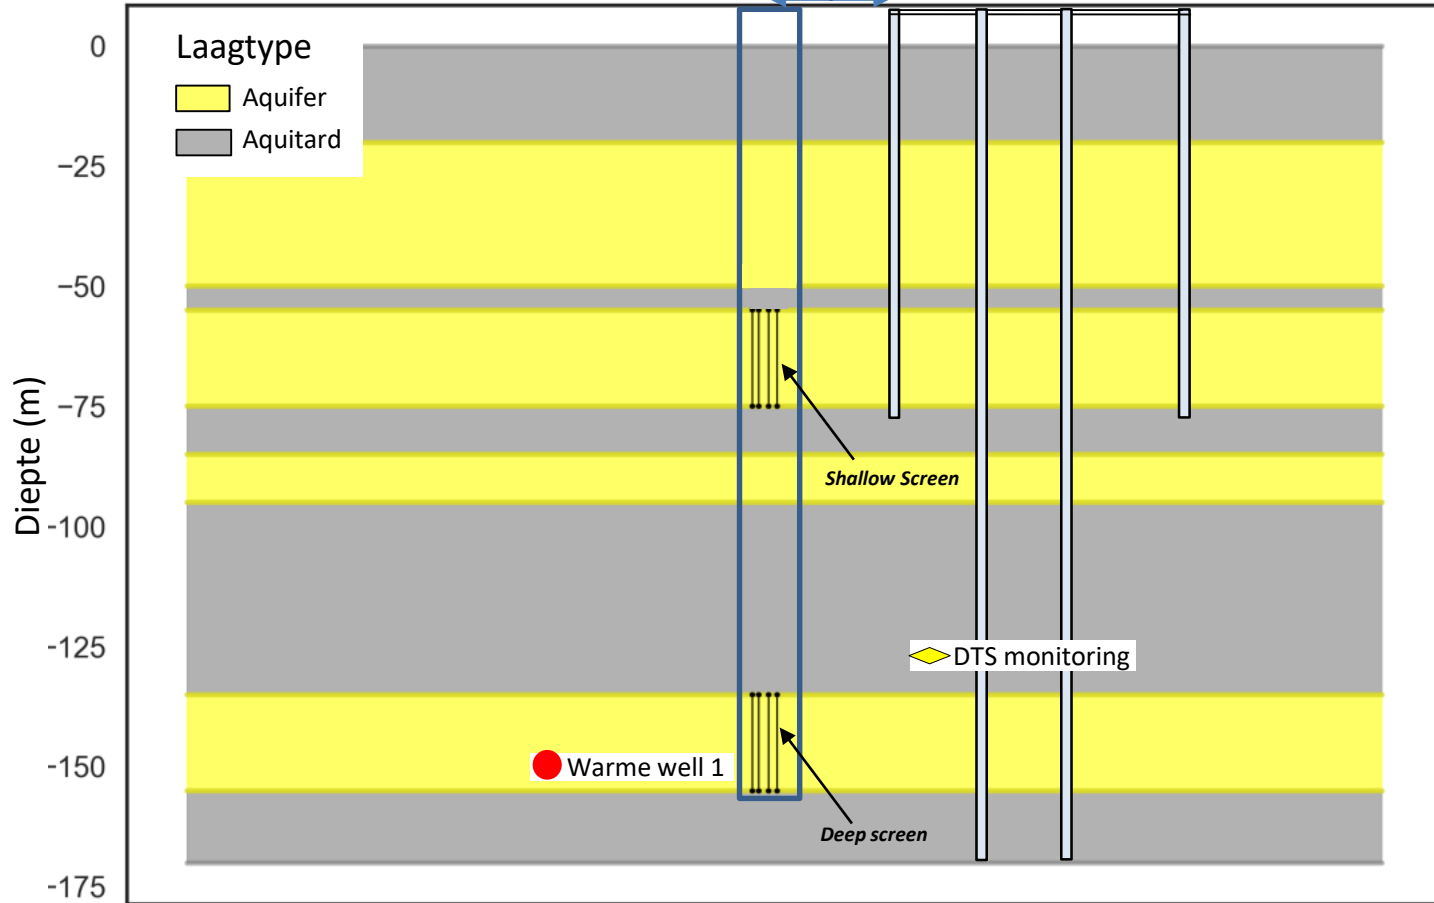 Laagtype
Aquifer
Aquitard
0
−25
−50
−75
-100
-125
-150
-175
Diepte (m)
Shallow Screen
DTS monitoring
Warme well 1
Deep screen